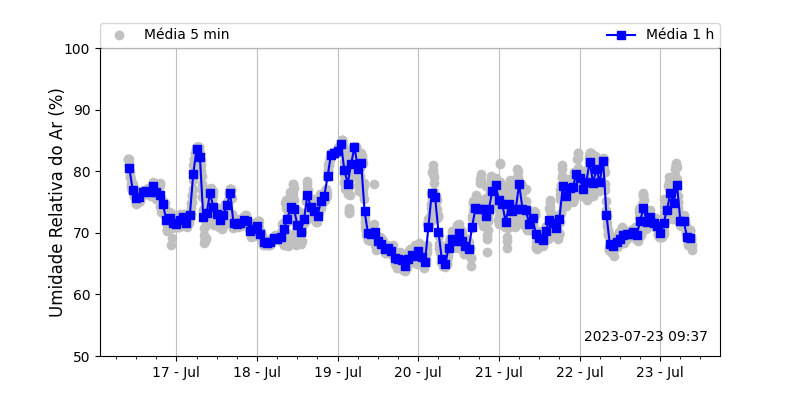 Média 5 min
Média 1 h
Umidade Relativa do Ar (%)
100
90
80
70
60
50
2023-07-23 09:37
17 - Jul
18 - Jul
19 - Jul
20 - Jul
21 - Jul
22 - Jul
23 - Jul